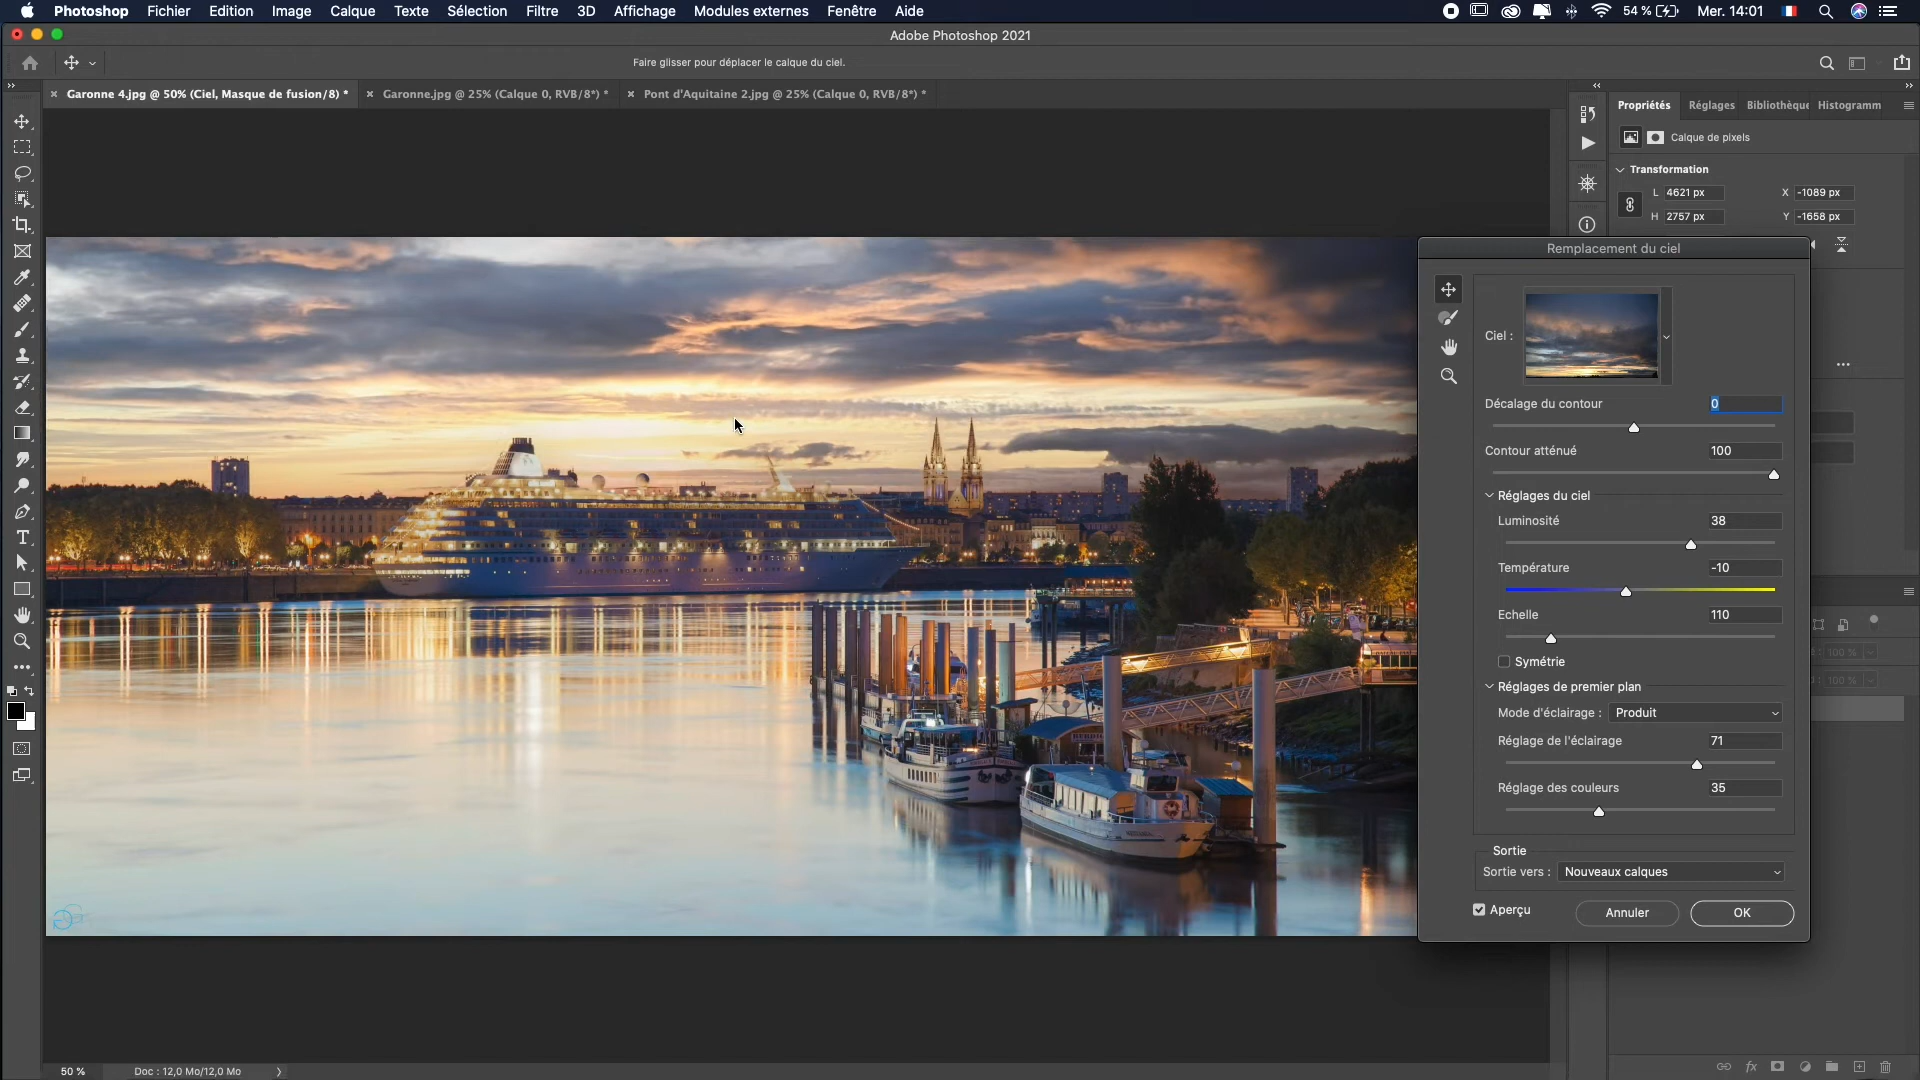 Photoshop Fichier Edition Image Calque Texte Sélection Filtre 3D Affichage Modules externes Fenêtre Aide 54 % Mer. 14:01
Adobe Photoshop 2021
Faire glisser pour déplacer le calque du ciel.
Garonne 4.jpg @ 50% (Ciel, Masque de fusion/8) * Garonne.jpg @ 25% (Calque 0, RVB/8*) * Pont d'Aquitaine 2.jpg @ 25% (Calque 0, RVB/8*) *
Propriétés Réglages Bibliothèque Histogramm
Calque de pixels
Transformation
L 4621 px X -1089 px
H 2757 px Y -1658 px
Remplacement du ciel
Ciel :
Décalage du contour 0
Contour atténué 100
Réglages du ciel
Luminosité 38
Température -10
Echelle 110
Symétrie
Réglages de premier plan
Mode d'éclairage : Produit
Réglage de l'éclairage 71
Réglage des couleurs 35
Sortie
Sortie vers : Nouveaux calques
Aperçu Annuler OK
100 %
100 %
50 % Doc : 12,0 Mo/12,0 Mo